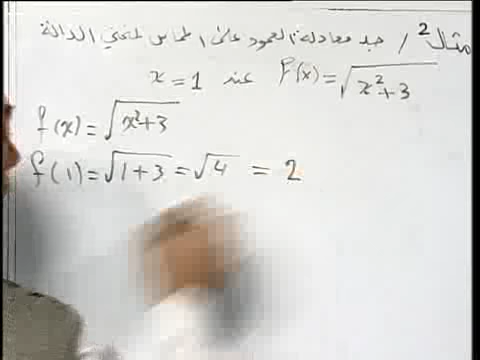 مثال 2 / جد معادلة العمود على المماس لمنحني الدالة
f(x) = √x²+3 عند x = 1
f(x) = √x²+3
f(1) = √1+3 = √4 = 2